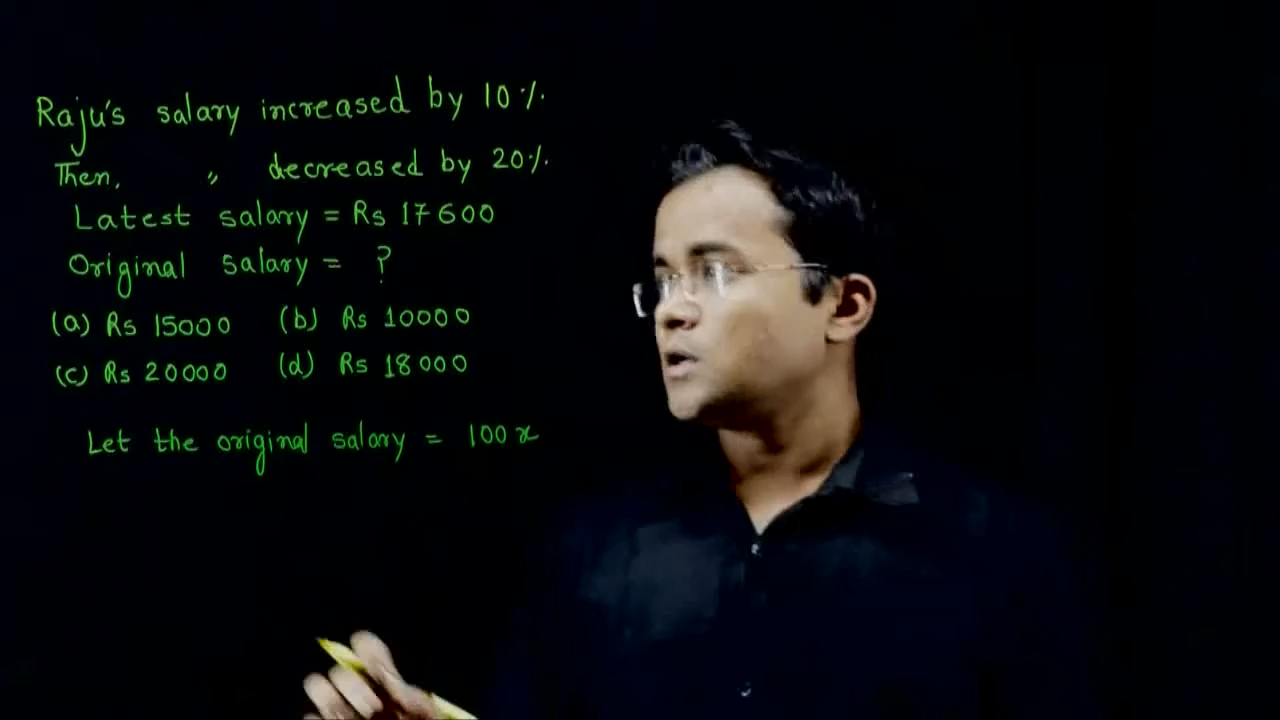 Raju's salary increased by 10%.
Then, 〃 decreased by 20%.
Latest salary = Rs 17600
Original salary = ?
(a) Rs 15000 (b) Rs 10000
(c) Rs 20000 (d) Rs 18000
Let the original salary = 100x